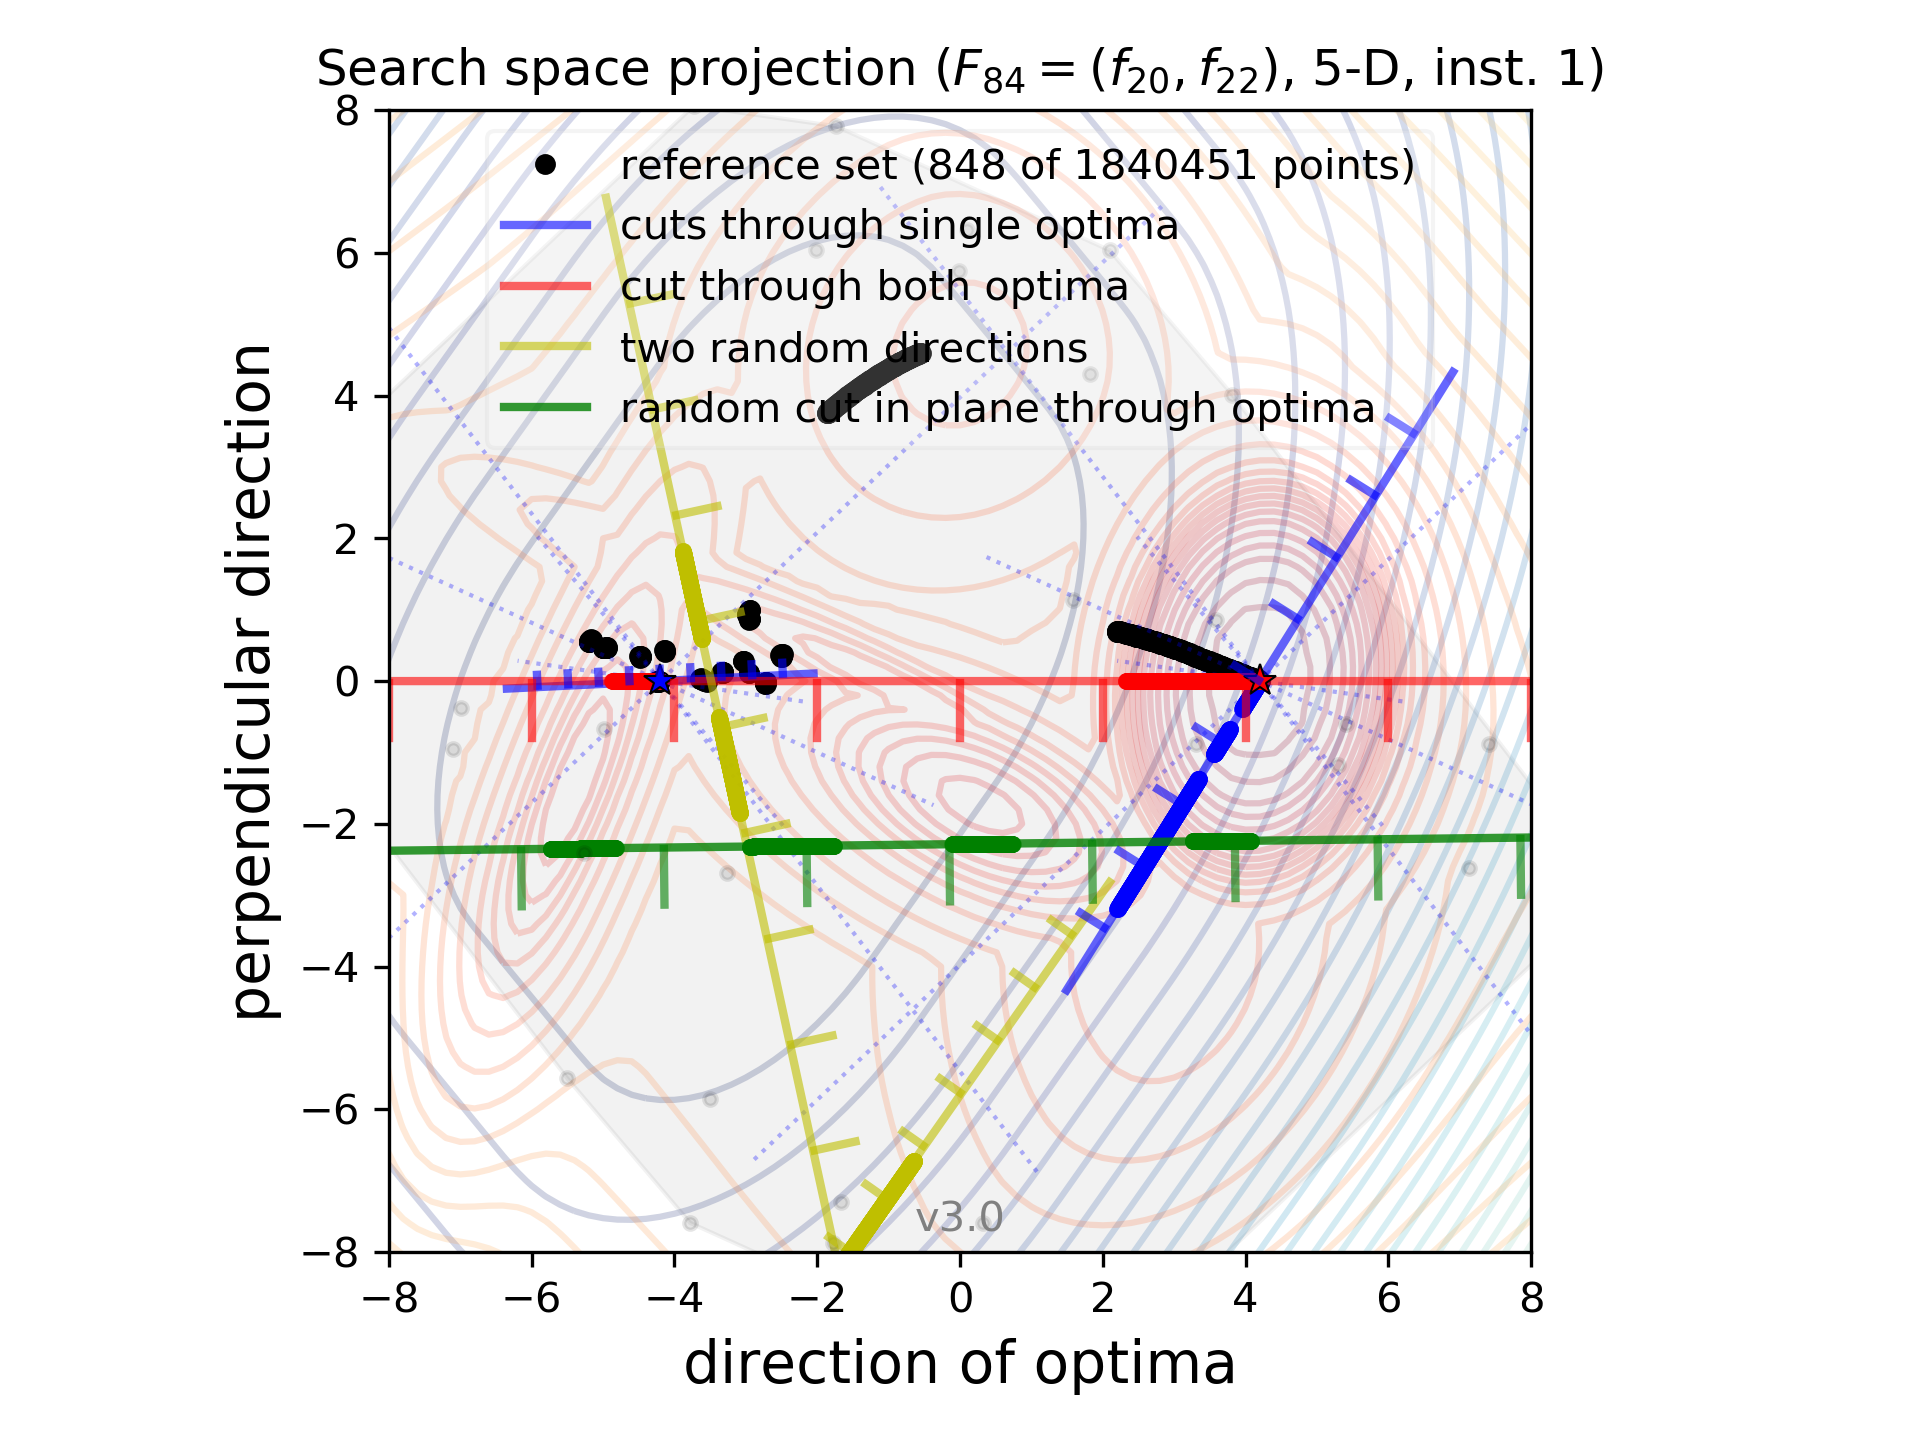 Search space projection (F84 = (f20, f22), 5-D, inst. 1)
reference set (848 of 1840451 points)
cuts through single optima
cut through both optima
two random directions
random cut in plane through optima
perpendicular direction
8
6
4
2
0
−2
−4
−6
−8
v3.0
−8 −6 −4 −2 0 2 4 6 8
direction of optima